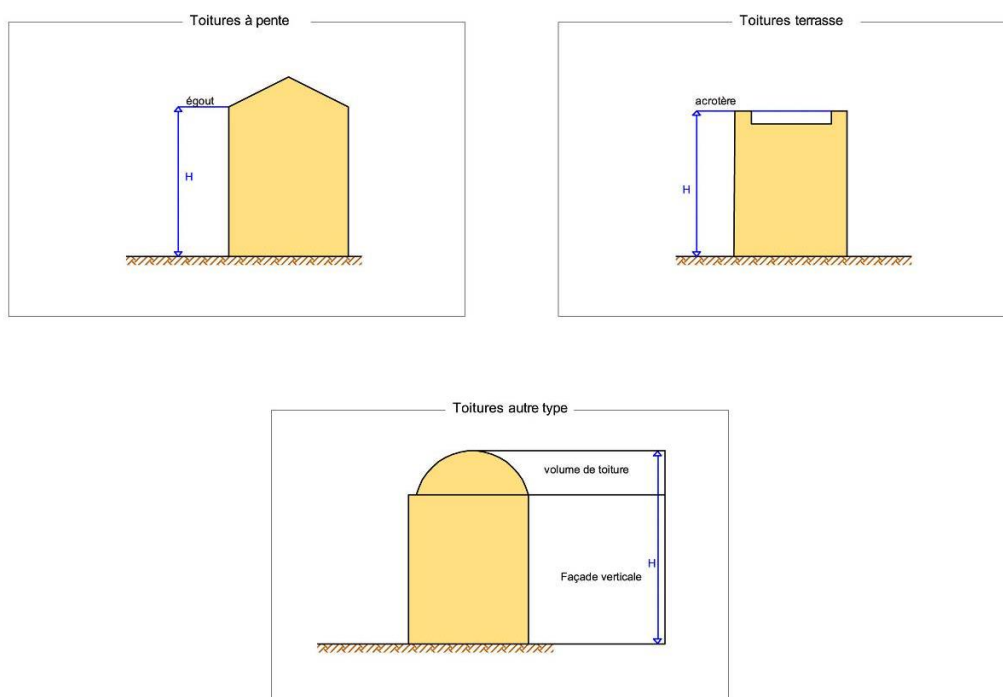 Toitures à pente
égout
H
Toitures terrasse
acrotère
H
Toitures autre type
volume de toiture
H
Façade verticale